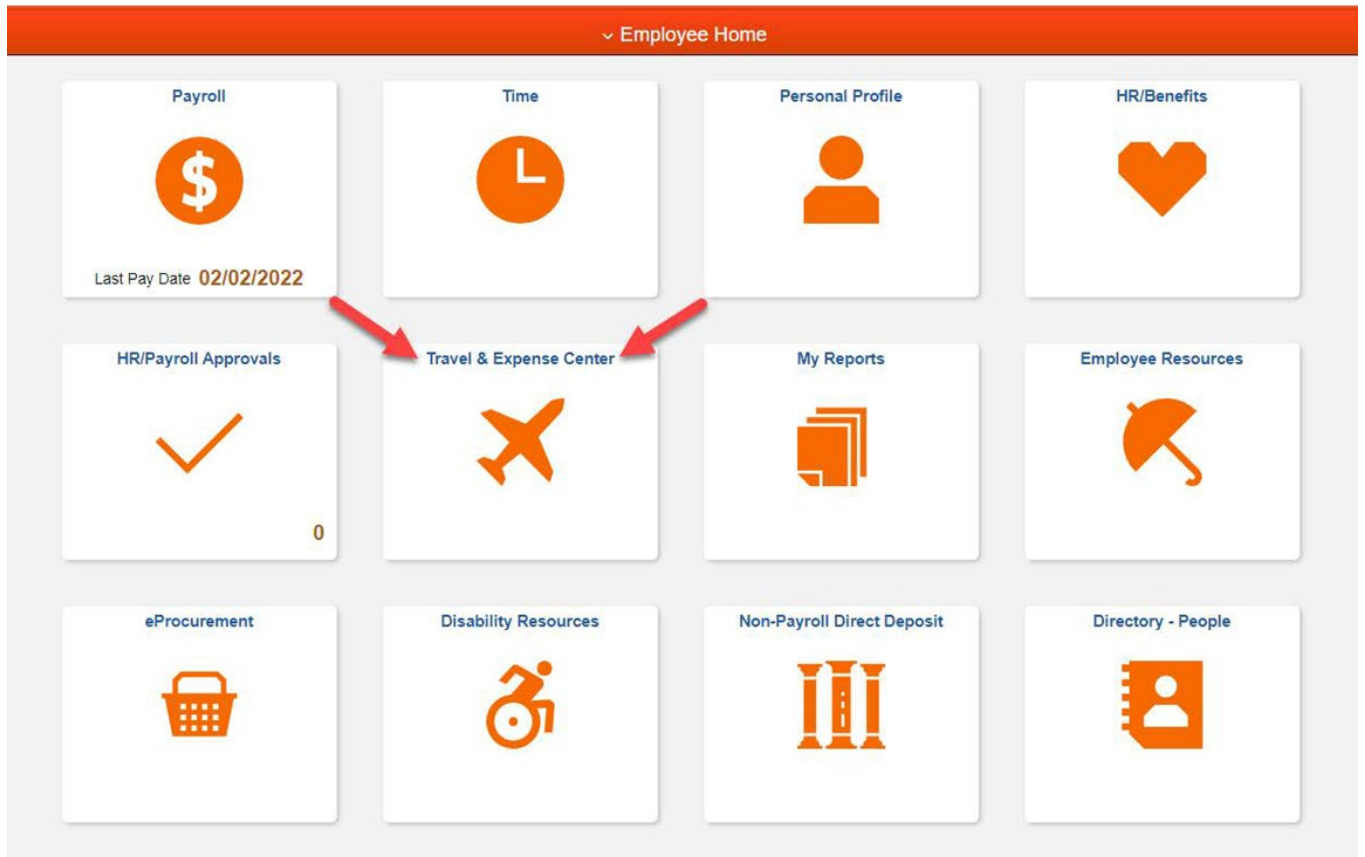 Employee Home
Payroll
Time
Personal Profile
HR/Benefits
$
Last Pay Date 02/02/2022
HR/Payroll Approvals
Travel & Expense Center
My Reports
Employee Resources
0
eProcurement
Disability Resources
Non-Payroll Direct Deposit
Directory - People